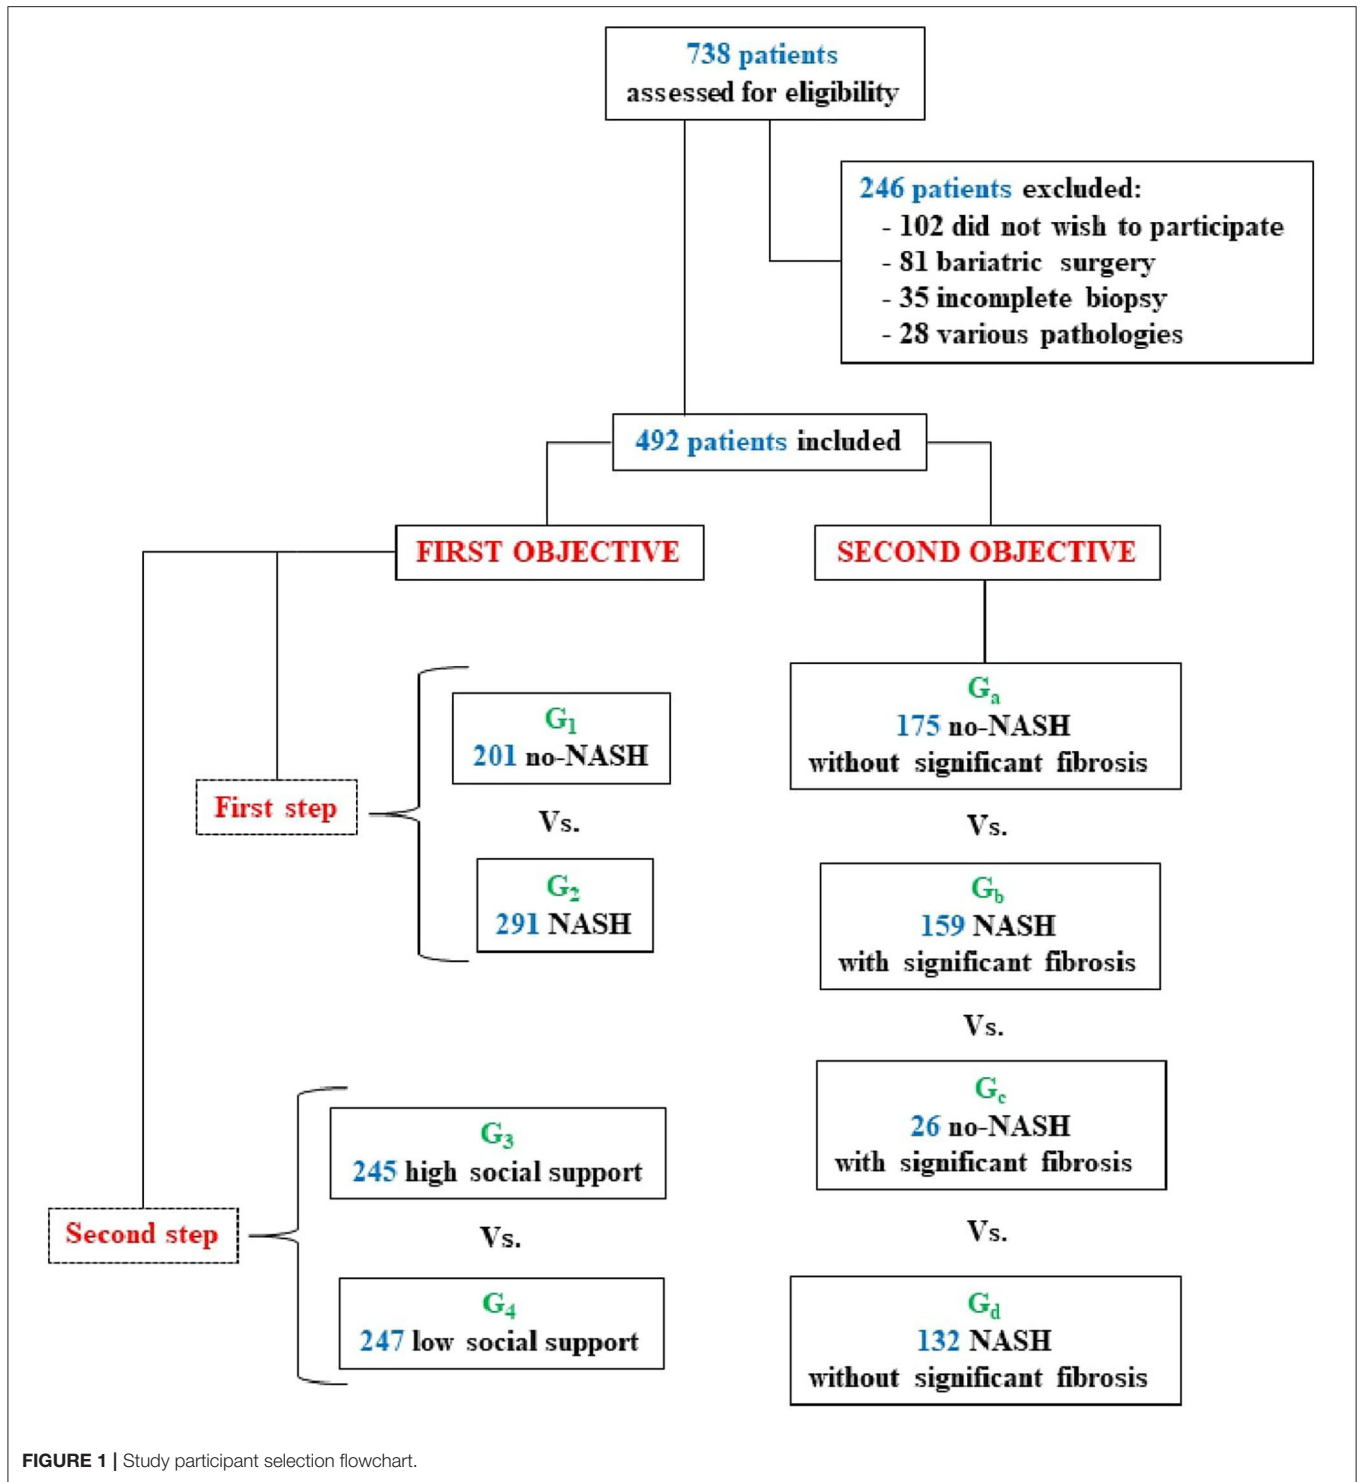 738 patients
assessed for eligibility
246 patients excluded:
- 102 did not wish to participate
- 81 bariatric surgery
- 35 incomplete biopsy
- 28 various pathologies
492 patients included
FIRST OBJECTIVE
SECOND OBJECTIVE
First step
G1
201 no-NASH
Vs.
G2
291 NASH
Second step
G3
245 high social support
Vs.
G4
247 low social support
Ga
175 no-NASH
without significant fibrosis
Vs.
Gb
159 NASH
with significant fibrosis
Vs.
Gc
26 no-NASH
with significant fibrosis
Vs.
Gd
132 NASH
without significant fibrosis
FIGURE 1 | Study participant selection flowchart.